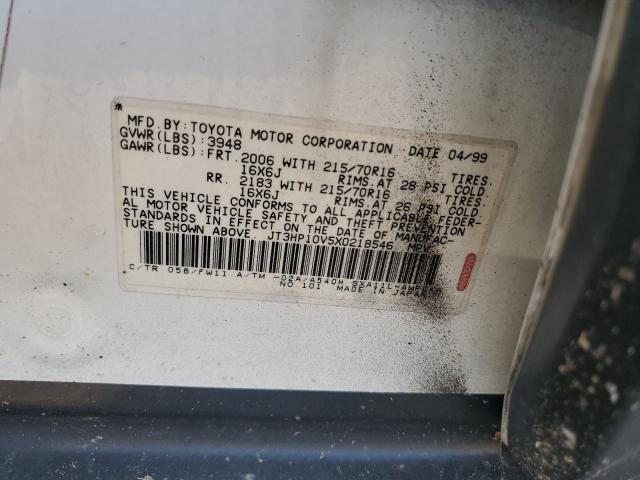 MFD. BY: TOYOTA MOTOR CORPORATION DATE 04/99
GVWR(LBS): 3948
GAWR(LBS): FRT. 2006 WITH 215/70R16 TIRES.
16X6J RIMS. AT 28 PSI COLD.
RR. 2183 WITH 215/70R16 TIRES.
16X6J RIMS. AT 26 PSI COLD.
THIS VEHICLE CONFORMS TO ALL APPLICABLE FEDER-
AL MOTOR VEHICLE SAFETY AND THEFT PREVENTION
STANDARDS IN EFFECT ON THE DATE OF MANUFAC-
TURE SHOWN ABOVE. JT3HP10V5X0218546
C/TR 058/FW11 A/TM -02A/A540H
NO 101 MADE IN JAPAN